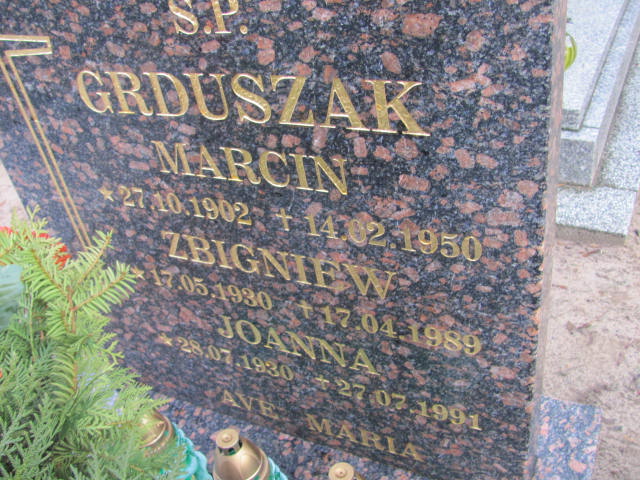 Ś.P.
GRDUSZAK
MARCIN
★27.10.1902 ✝14.02.1950
ZBIGNIEW
★17.05.1930 ✝17.04.1989
JOANNA
★28.07.1930 ✝27.07.1991
AVE MARIA